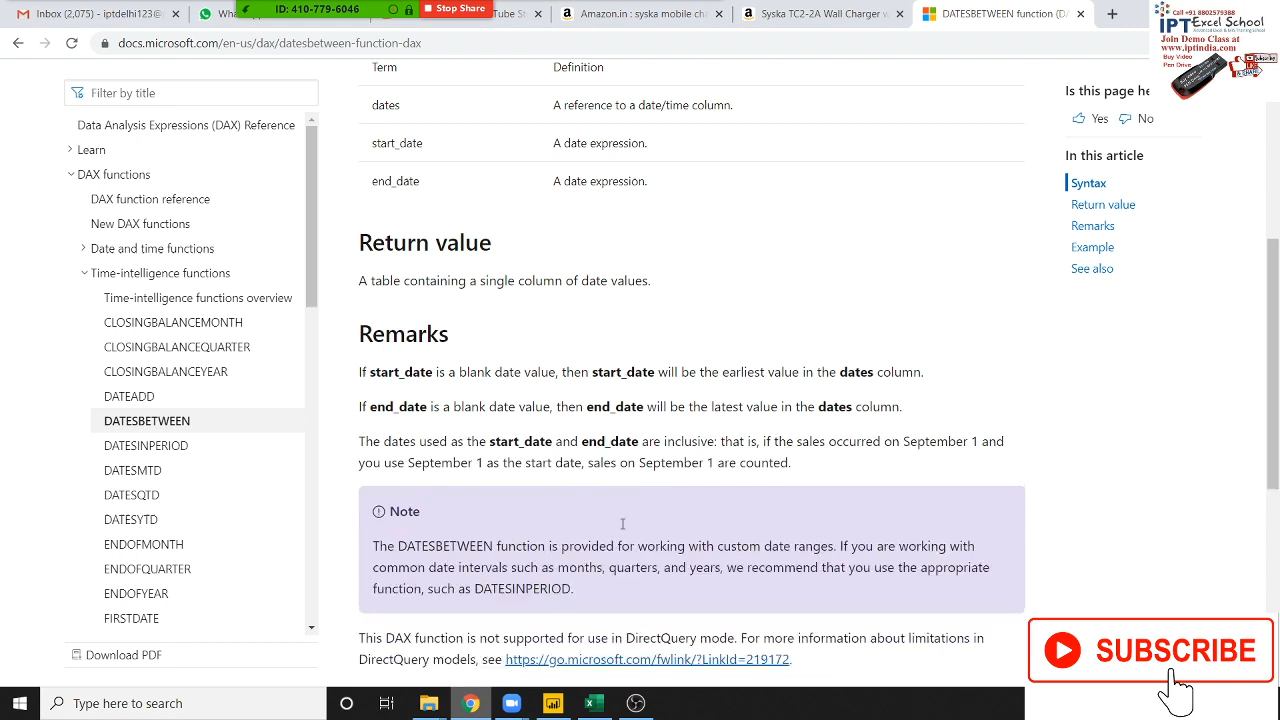 Inbox (2,072) - iptdelhi@
Wha
ID: 410-779-6046
Stop Share
Tub
Amazon.in : syska mobile ch
Syska TC2-2A Wall Charger v
DATESBETWEEN function (DA
docs.microsoft.com/en-us/dax/datesbetween-function-dax
Call +91 8802579388
IPT Excel School
Join Demo Class at
www.iptindia.com
Buy Video
Pen Drive
Filter by title
Data Analysis Expressions (DAX) Reference
Learn
DAX functions
DAX function reference
New DAX functions
Date and time functions
Time-intelligence functions
Time-intelligence functions overview
CLOSINGBALANCEMONTH
CLOSINGBALANCEQUARTER
CLOSINGBALANCEYEAR
DATEADD
DATESBETWEEN
DATESINPERIOD
DATESMTD
DATESQTD
DATESYTD
ENDOFMONTH
ENDOFQUARTER
ENDOFYEAR
FIRSTDATE
Download PDF
Term Definition
dates A reference to a date/time column.
start_date A date expression.
end_date A date expression.
Return value
A table containing a single column of date values.
Remarks
If start_date is a blank date value, then start_date will be the earliest value in the dates column.
If end_date is a blank date value, then end_date will be the latest value in the dates column.
The dates used as the start_date and end_date are inclusive: that is, if the sales occurred on September 1 and
you use September 1 as the start date, sales on September 1 are counted.
Note
The DATESBETWEEN function is provided for working with custom date ranges. If you are working with
common date intervals such as months, quarters, and years, we recommend that you use the appropriate
function, such as DATESINPERIOD.
This DAX function is not supported for use in DirectQuery mode. For more information about limitations in
DirectQuery models, see https://go.microsoft.com/fwlink/?LinkId=219172.
Is this page he
Yes No
In this article
Syntax
Return value
Remarks
Example
See also
SUBSCRIBE
Type here to search